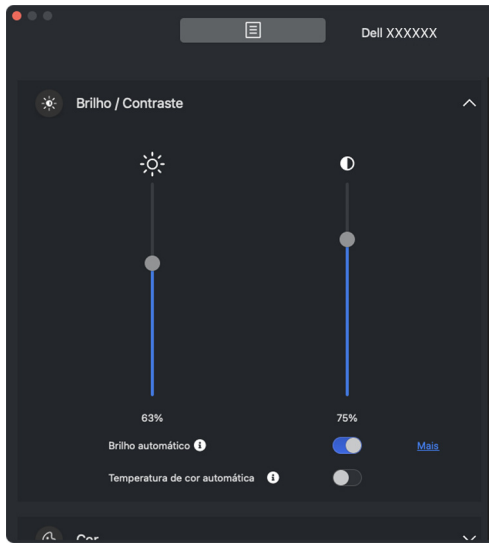 Dell XXXXXX
Brilho / Contraste
63% 75%
Brilho automático Mais
Temperatura de cor automática
Cor